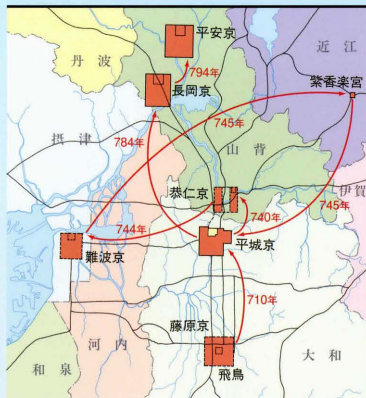 平安京
近江
丹波
794年
紫香楽宮
長岡京
745年
摂津
784年
山背
恭仁京
伊賀
745年
744年
740年
難波京
平城京
710年
藤原京
河内
大和
和泉
飛鳥